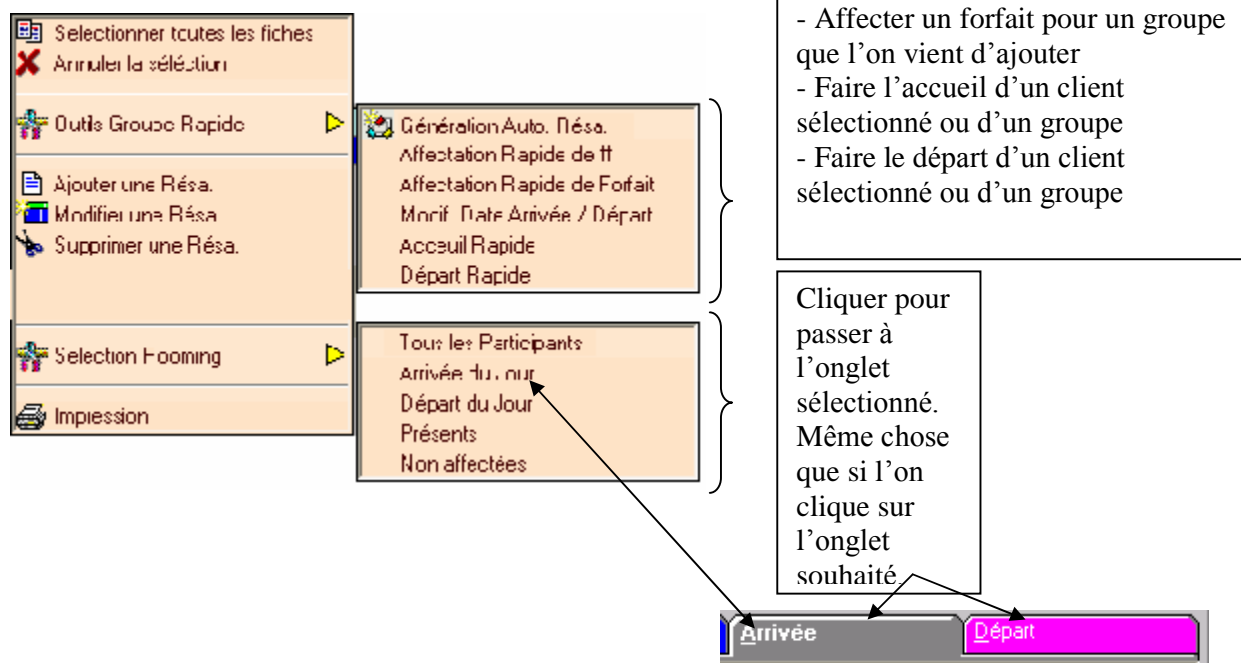 Selectionner toutes les fiches
Annuler la séléction
Outils Groupe Rapide
Ajouter une Résa.
Modifier une Résa
Supprimer une Résa.
Selection Rooming
Impression
Génération Auto. Résa.
Affectation Rapide de
Affectation Rapide de Forfait
Modif. Date Arrivée / Départ
Acceuil Rapide
Départ Rapide
Tous les Participants
Arrivée du Jour
Départ du Jour
Présents
Non affectées
- Affecter un forfait pour un groupe
que l’on vient d’ajouter
- Faire l’accueil d’un client
sélectionné ou d’un groupe
- Faire le départ d’un client
sélectionné ou d’un groupe
Cliquer pour
passer à
l’onglet
sélectionné.
Même chose
que si l’on
clique sur
l’onglet
souhaité.
Arrivée
Départ